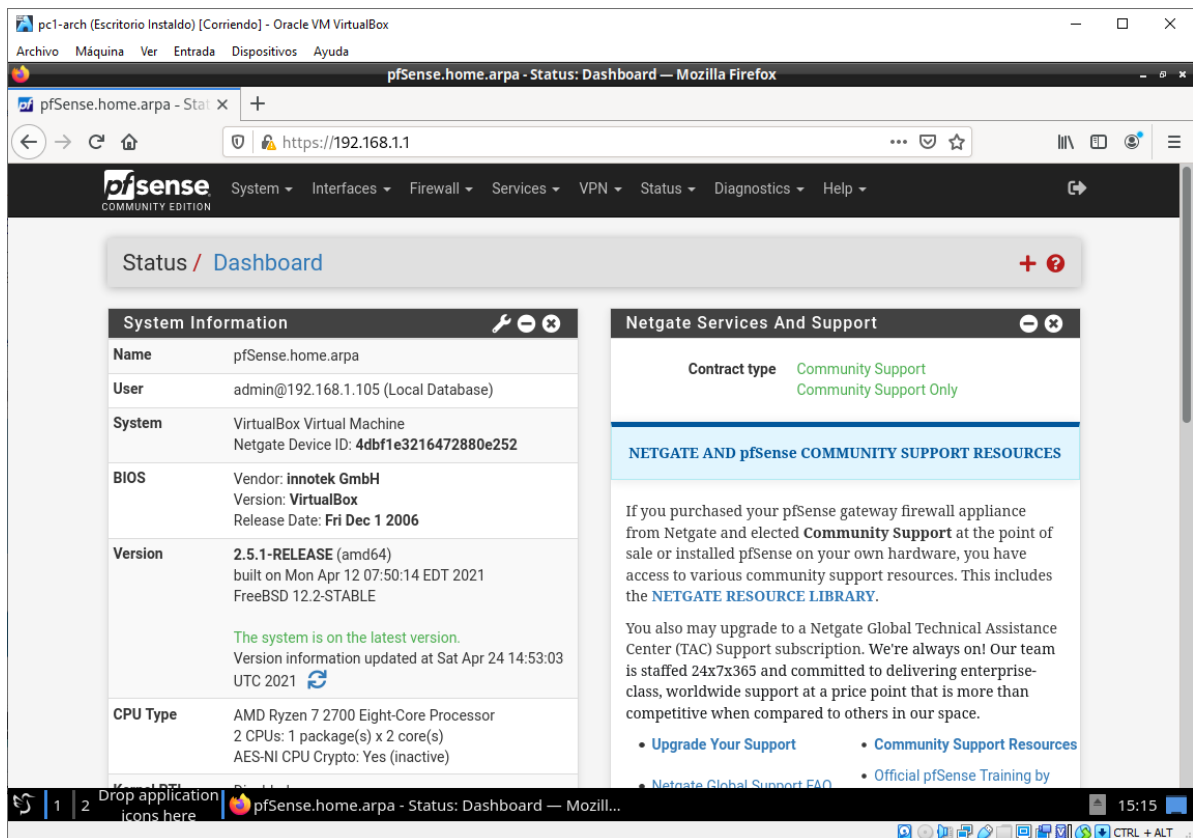 pc1-arch (Escritorio Instaldo) [Corriendo] - Oracle VM VirtualBox
Archivo Máquina Ver Entrada Dispositivos Ayuda
pfSense.home.arpa - Status: Dashboard — Mozilla Firefox
pfSense.home.arpa - Stat
https://192.168.1.1
pfsense
COMMUNITY EDITION
System Interfaces Firewall Services VPN Status Diagnostics Help
Status / Dashboard
System Information
Name pfSense.home.arpa
User admin@192.168.1.105 (Local Database)
System VirtualBox Virtual Machine
Netgate Device ID: 4dbf1e3216472880e252
BIOS Vendor: innotek GmbH
Version: VirtualBox
Release Date: Fri Dec 1 2006
Version 2.5.1-RELEASE (amd64)
built on Mon Apr 12 07:50:14 EDT 2021
FreeBSD 12.2-STABLE
The system is on the latest version.
Version information updated at Sat Apr 24 14:53:03
UTC 2021
CPU Type AMD Ryzen 7 2700 Eight-Core Processor
2 CPUs: 1 package(s) x 2 core(s)
AES-NI CPU Crypto: Yes (inactive)
Netgate Services And Support
Contract type Community Support
Community Support Only
NETGATE AND pfSense COMMUNITY SUPPORT RESOURCES
If you purchased your pfSense gateway firewall appliance
from Netgate and elected Community Support at the point of
sale or installed pfSense on your own hardware, you have
access to various community support resources. This includes
the NETGATE RESOURCE LIBRARY.
You also may upgrade to a Netgate Global Technical Assistance
Center (TAC) Support subscription. We're always on! Our team
is staffed 24x7x365 and committed to delivering enterprise-
class, worldwide support at a price point that is more than
competitive when compared to others in our space.
Upgrade Your Support
Community Support Resources
Netgate Global Support FAQ
Official pfSense Training by
1 2
Drop application
icons here
pfSense.home.arpa - Status: Dashboard — Mozill...
15:15
CTRL + ALT